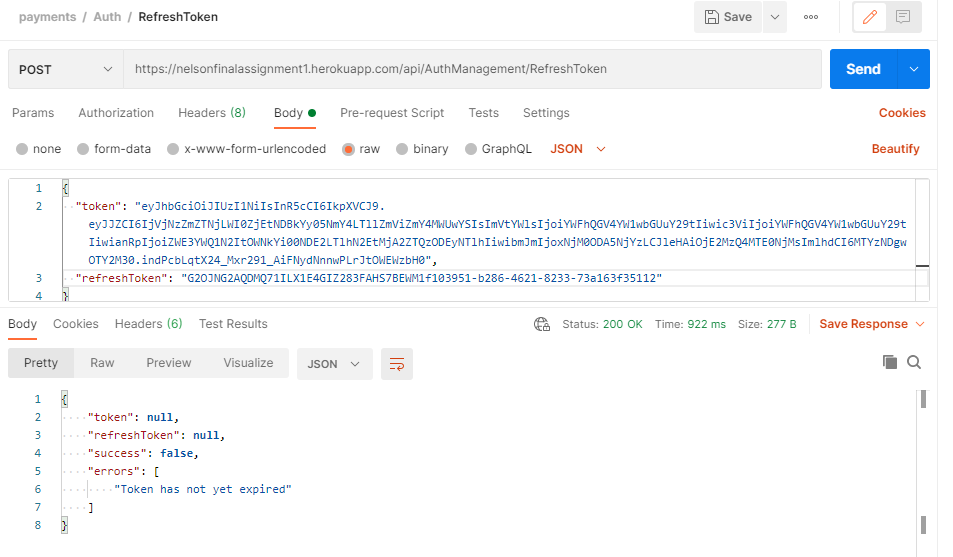 payments / Auth / RefreshToken
Save
POST
https://nelsonfinalassignment1.herokuapp.com/api/AuthManagement/RefreshToken
Send
Params Authorization Headers (8) Body Pre-request Script Tests Settings Cookies
none form-data x-www-form-urlencoded raw binary GraphQL JSON Beautify
1 {
2 "token": "eyJhbGciOiJIUzI1NiIsInR5cCI6IkpXVCJ9.
eyJJZCI6IjVjNzZmZTNjLWI0ZjEtNDBkYy05NmY4LTllZmViZmY4MWUwYSIsImVtYWlsIjoiYWFhQGV4YW1wbGUuY29tIiwic3ViIjoiYWFhQGV4YW1wbGUuY29t
IiwianRpIjoiZWE3YWQ1N2ItOWNkYi00NDE2LTlhN2EtMjA2ZTQzODEyNTlhIiwibmJmIjoxNjM0ODA5NjYzLCJleHAiOjE2MzQ4MTE0NjMsImlhdCI6MTYzNDgw
OTY2M30.indPcbLqtX24_Mxr291_AiFNydNnnwPLrJtOWEWzbH0",
3 "refreshToken": "G2OJNG2AQDMQ71ILX1E4GIZ283FAHS7BEWM1f103951-b286-4621-8233-73a163f35112"
4 }
Body Cookies Headers (6) Test Results Status: 200 OK Time: 922 ms Size: 277 B Save Response
Pretty Raw Preview Visualize JSON
1 {
2 "token": null,
3 "refreshToken": null,
4 "success": false,
5 "errors": [
6 "Token has not yet expired"
7 ]
8 }